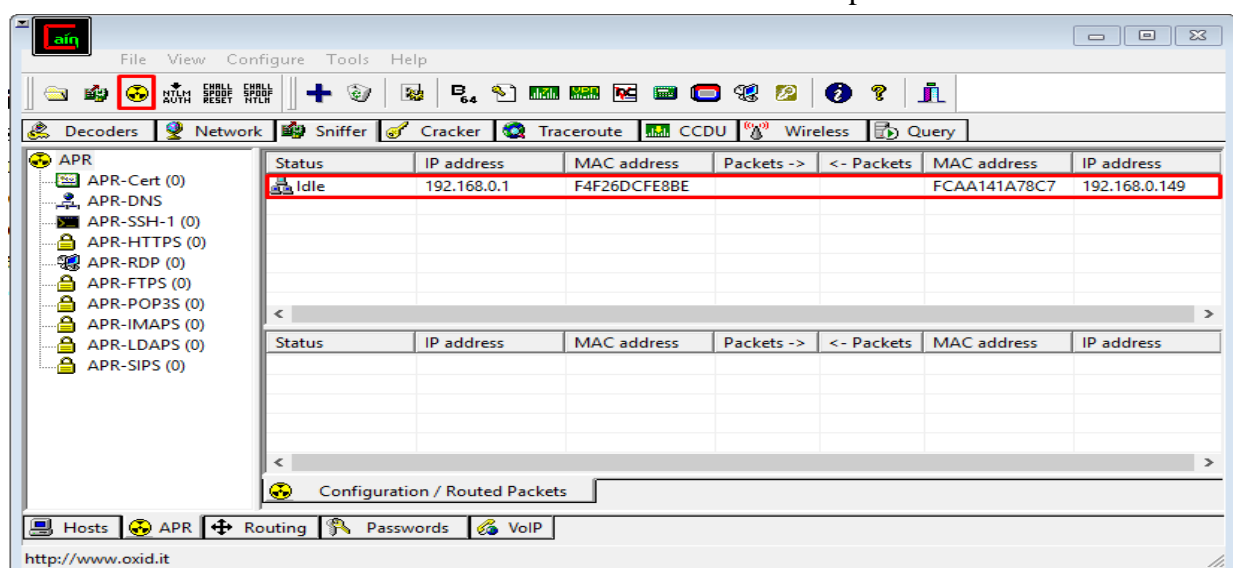 aín
File View Configure Tools Help
NTLM AUTH CHALL SPOOF RESET CHALL SPOOF NTLM B 64
Decoders Network Sniffer Cracker Traceroute CCDU Wireless Query
APR
APR-Cert (0)
APR-DNS
APR-SSH-1 (0)
APR-HTTPS (0)
APR-RDP (0)
APR-FTPS (0)
APR-POP3S (0)
APR-IMAPS (0)
APR-LDAPS (0)
APR-SIPS (0)
Status IP address MAC address Packets -> <- Packets MAC address IP address
Idle 192.168.0.1 F4F26DCFE8BE FCAA141A78C7 192.168.0.149
Status IP address MAC address Packets -> <- Packets MAC address IP address
Configuration / Routed Packets
Hosts APR Routing Passwords VoIP
http://www.oxid.it